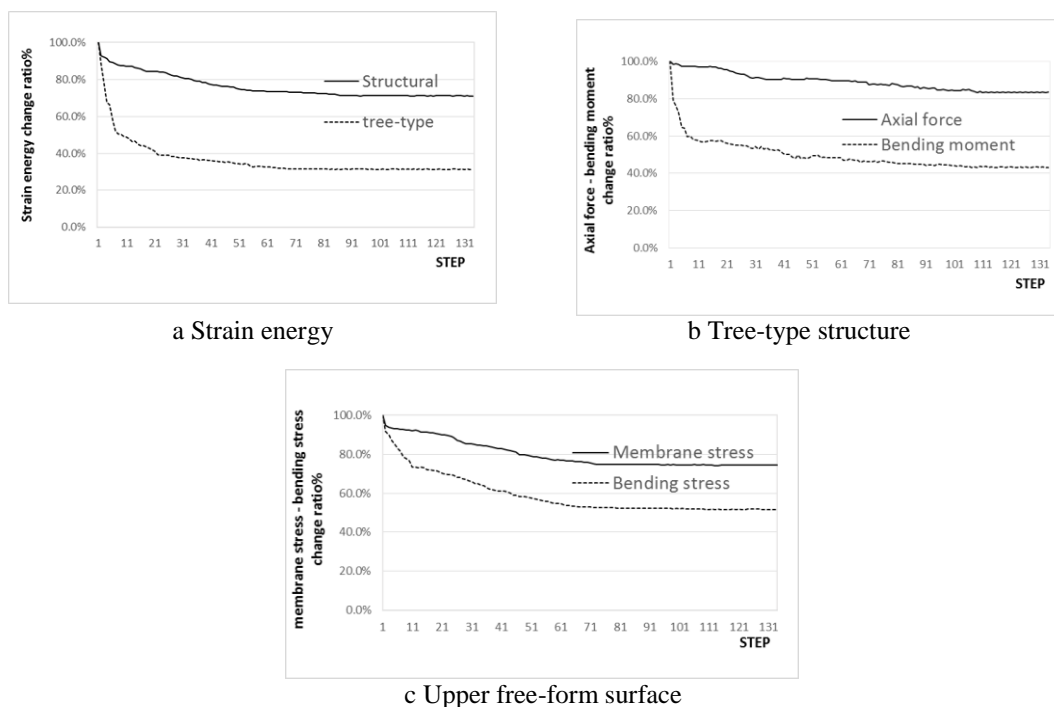 Strain energy change ratio%
100.0%
80.0%
60.0%
40.0%
20.0%
0.0%
Structural
tree-type
1 11 21 31 41 51 61 71 81 91 101 111 121 131
STEP
a Strain energy
Axial force - bending moment
change ratio%
100.0%
80.0%
60.0%
40.0%
20.0%
0.0%
Axial force
Bending moment
1 11 21 31 41 51 61 71 81 91 101 111 121 131
STEP
b Tree-type structure
membrane stress - bending stress
change ratio%
100.0%
80.0%
60.0%
40.0%
20.0%
0.0%
Membrane stress
Bending stress
1 11 21 31 41 51 61 71 81 91 101 111 121 131
STEP
c Upper free-form surface